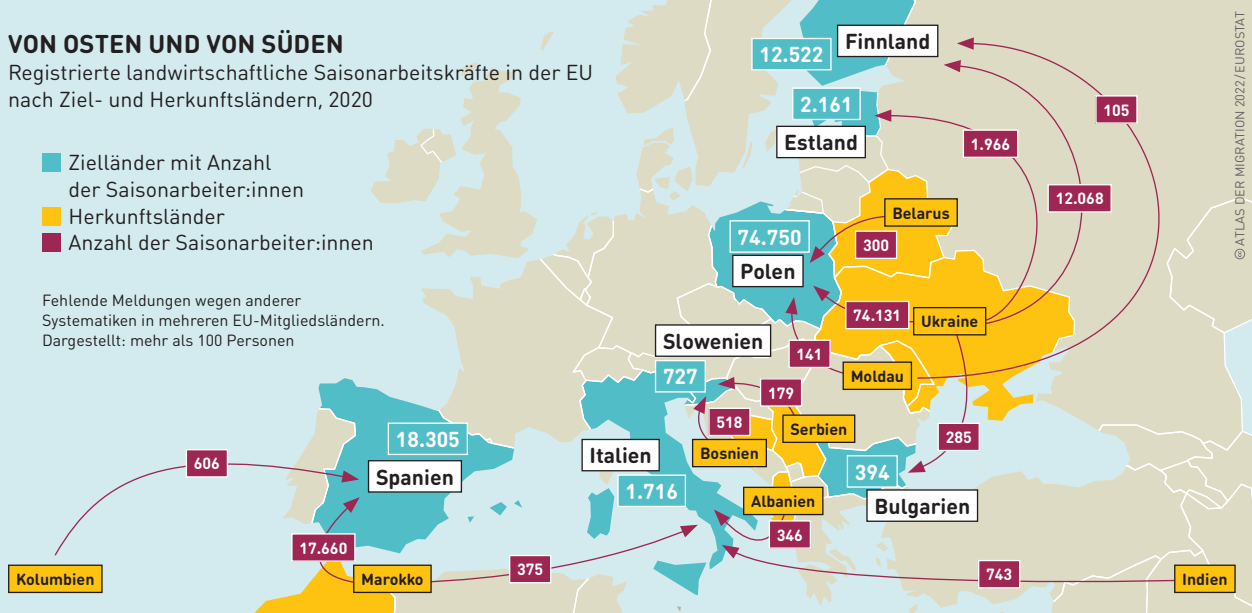 VON OSTEN UND VON SÜDEN
Registrierte landwirtschaftliche Saisonarbeitskräfte in der EU
nach Ziel- und Herkunftsländern, 2020
Zielländer mit Anzahl
der Saisonarbeiter:innen
Herkunftsländer
Anzahl der Saisonarbeiter:innen
Fehlende Meldungen wegen anderer
Systematiken in mehreren EU-Mitgliedsländern.
Dargestellt: mehr als 100 Personen
Finnland
12.522
2.161
Estland
105
1.966
12.068
Belarus
300
74.750
Polen
74.131
Ukraine
Slowenien
727
141
Moldau
179
518
Serbien
Bosnien
285
18.305
Spanien
606
Italien
1.716
394
Bulgarien
Albanien
346
17.660
Kolumbien
Marokko
375
743
Indien
© ATLAS DER MIGRATION 2022/EUROSTAT